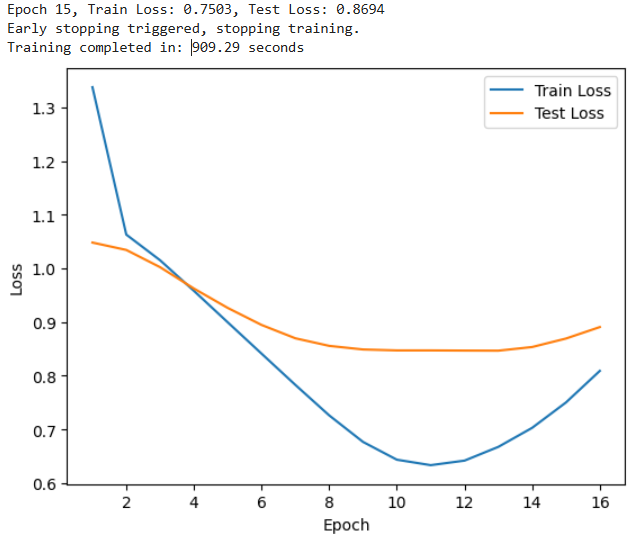 Epoch 15, Train Loss: 0.7503, Test Loss: 0.8694
Early stopping triggered, stopping training.
Training completed in: 909.29 seconds
Train Loss
Test Loss
1.3
1.2
1.1
1.0
0.9
0.8
0.7
0.6
Loss
2 4 6 8 10 12 14 16
Epoch